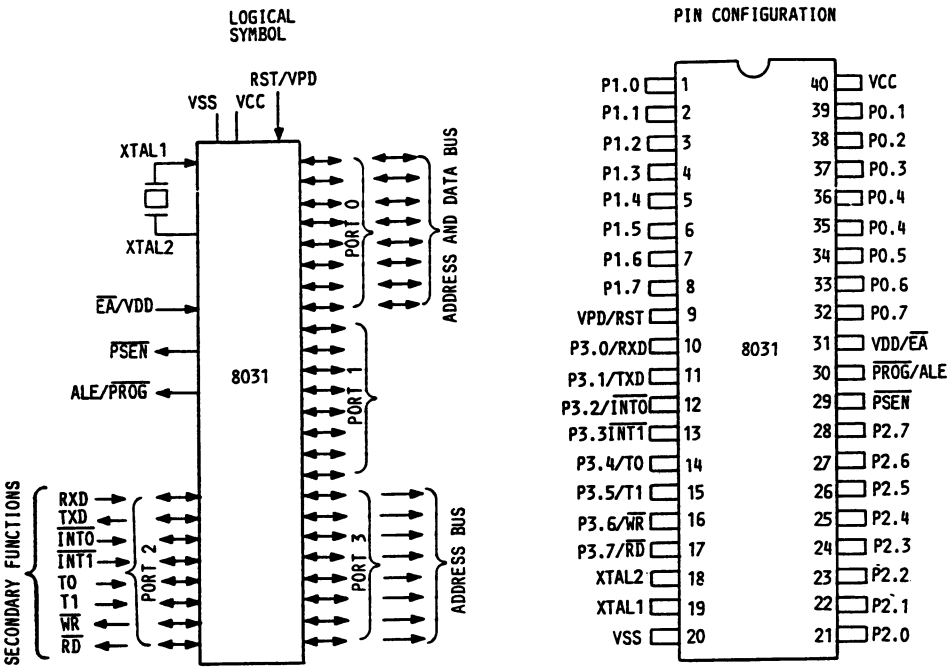 LOGICAL
SYMBOL
RST/VPD
VSS VCC
XTAL1
XTAL2
EA/VDD
PSEN
ALE/PROG
8031
PORT 0
ADDRESS AND DATA BUS
PORT 1
SECONDARY FUNCTIONS
RXD
TXD
INT0
INT1
T0
T1
WR
RD
PORT 2
PORT 3
ADDRESS BUS
PIN CONFIGURATION
P1.0 1 40 VCC
P1.1 2 39 P0.1
P1.2 3 38 P0.2
P1.3 4 37 P0.3
P1.4 5 36 P0.4
P1.5 6 35 P0.4
P1.6 7 34 P0.5
P1.7 8 33 P0.6
VPD/RST 9 32 P0.7
P3.0/RXD 10 8031 31 VDD/EA
P3.1/TXD 11 30 PROG/ALE
P3.2/INT0 12 29 PSEN
P3.3INT1 13 28 P2.7
P3.4/T0 14 27 P2.6
P3.5/T1 15 26 P2.5
P3.6/WR 16 25 P2.4
P3.7/RD 17 24 P2.3
XTAL2 18 23 P2.2
XTAL1 19 22 P2.1
VSS 20 21 P2.0